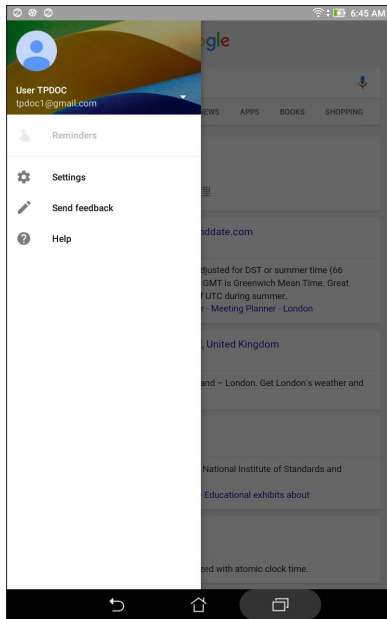 6:45 AM
ogle
User TPDOC
tpdoc1@gmail.com
EWS APPS BOOKS SHOPPING
Reminders
Settings
Send feedback
Help
里
nddate.com
djusted for DST or summer time (66
GMT is Greenwich Mean Time. Great
f UTC during summer.
r · Meeting Planner · London
, United Kingdom
and – London. Get London's weather and
National Institute of Standards and
Educational exhibits about
zed with atomic clock time.